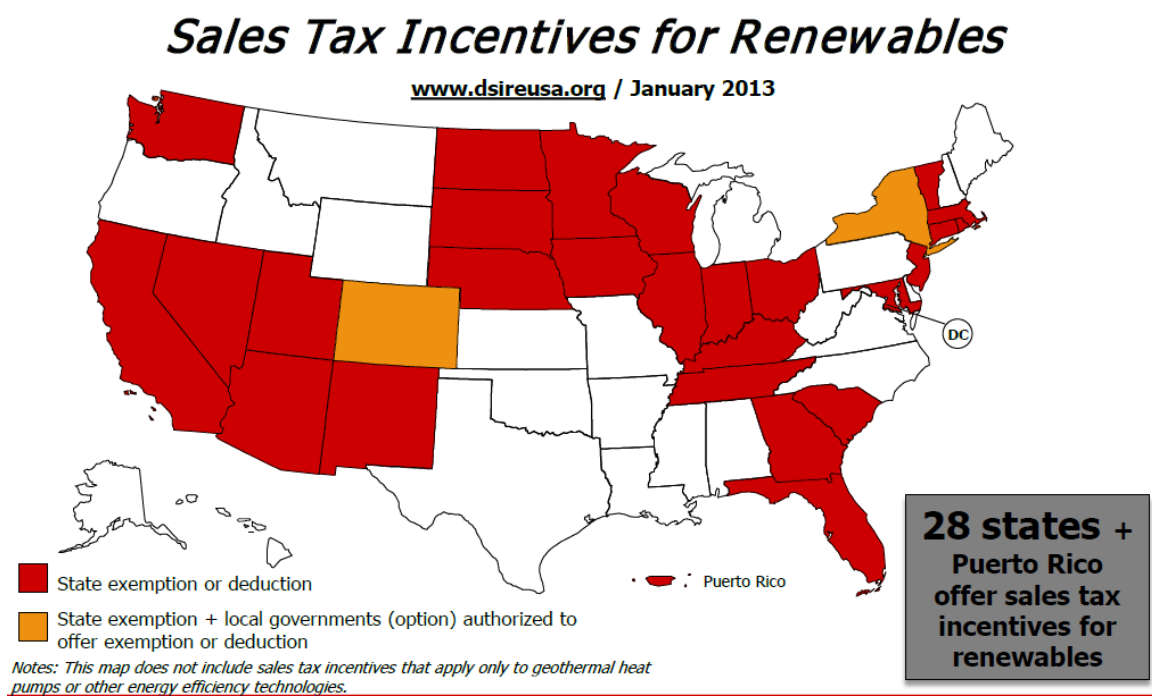 Sales Tax Incentives for Renewables
www.dsireusa.org / January 2013
DC
28 states +
Puerto Rico
offer sales tax
incentives for
renewables
State exemption or deduction
Puerto Rico
State exemption + local governments (option) authorized to
offer exemption or deduction
Notes: This map does not include sales tax incentives that apply only to geothermal heat
pumps or other energy efficiency technologies.